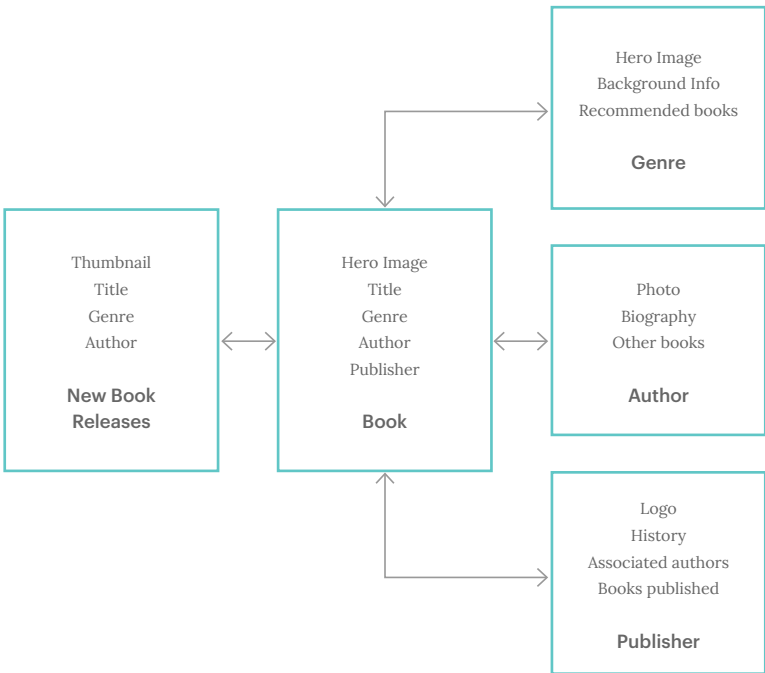 Hero Image
Background Info
Recommended books
Genre
Thumbnail
Title
Genre
Author
New Book
Releases
Hero Image
Title
Genre
Author
Publisher
Book
Photo
Biography
Other books
Author
Logo
History
Associated authors
Books published
Publisher